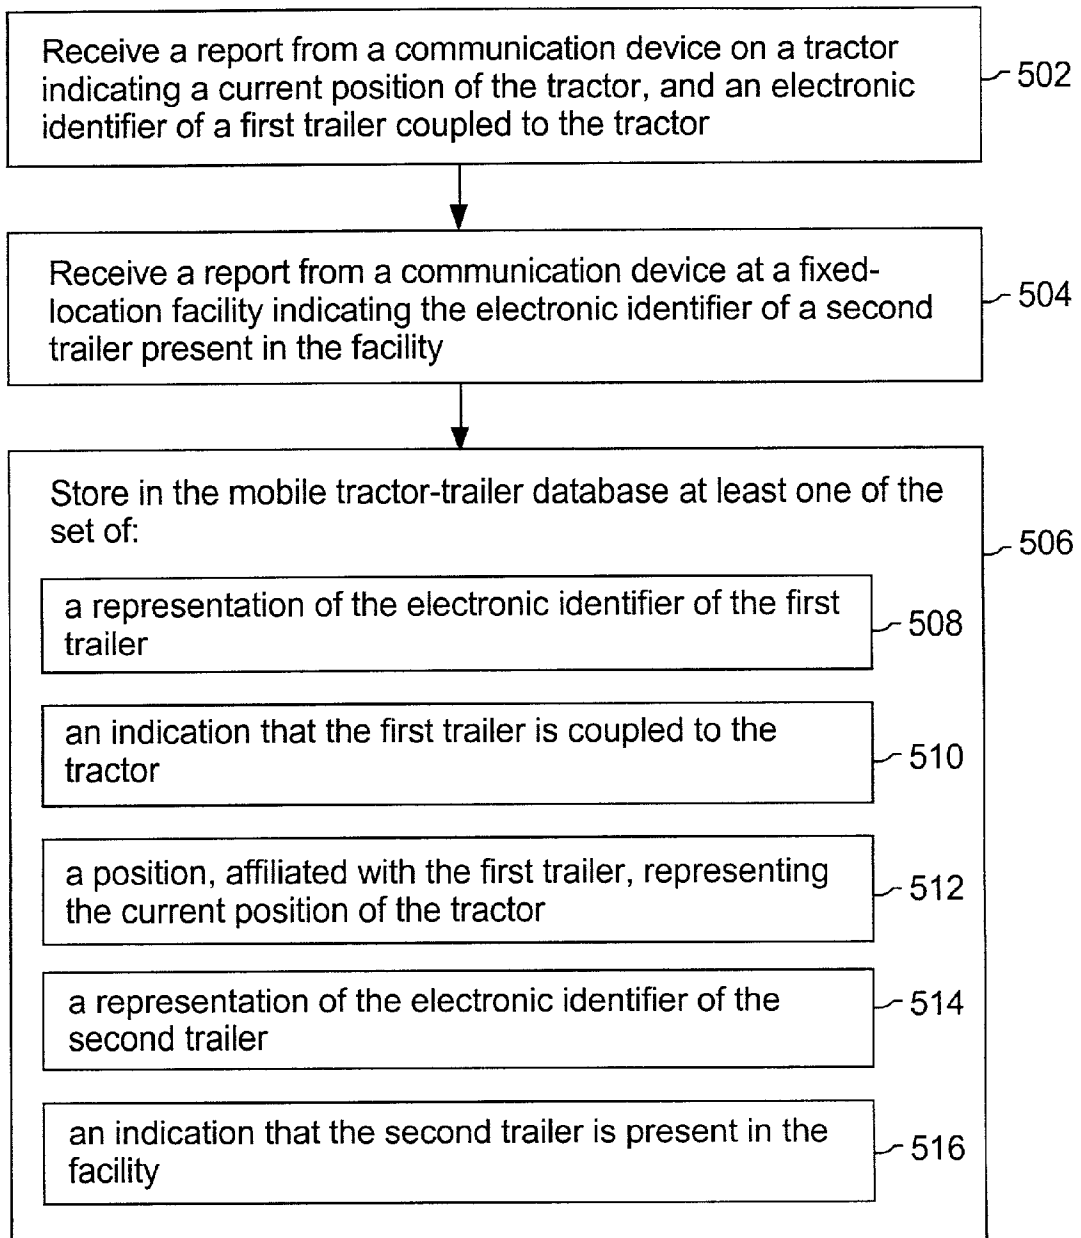 Receive a report from a communication device on a tractor
indicating a current position of the tractor, and an electronic
identifier of a first trailer coupled to the tractor
502
Receive a report from a communication device at a fixed-
location facility indicating the electronic identifier of a second
trailer present in the facility
504
Store in the mobile tractor-trailer database at least one of the
set of:
506
a representation of the electronic identifier of the first
trailer
508
an indication that the first trailer is coupled to the
tractor
510
a position, affiliated with the first trailer, representing
the current position of the tractor
512
a representation of the electronic identifier of the
second trailer
514
an indication that the second trailer is present in the
facility
516